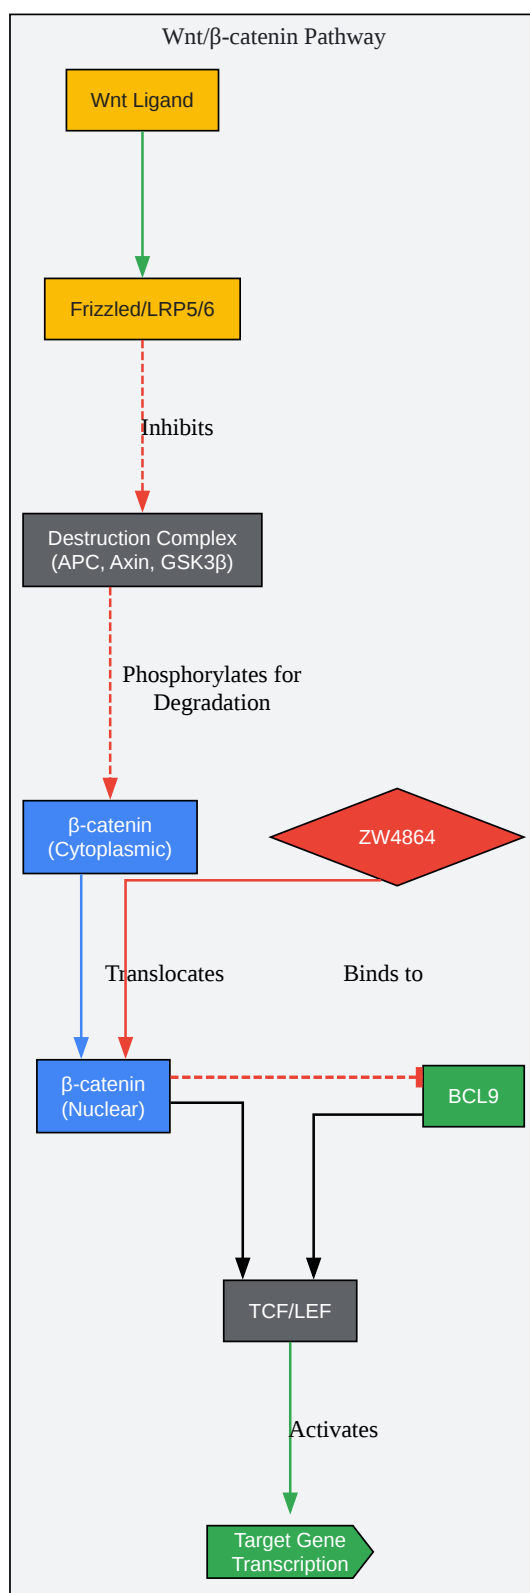 Wnt/β-catenin Pathway
Wnt Ligand
Frizzled/LRP5/6
Inhibits
Destruction Complex
(APC, Axin, GSK3β)
Phosphorylates for
Degradation
β-catenin
(Cytoplasmic)
ZW4864
Translocates
Binds to
β-catenin
(Nuclear)
BCL9
TCF/LEF
Activates
Target Gene
Transcription